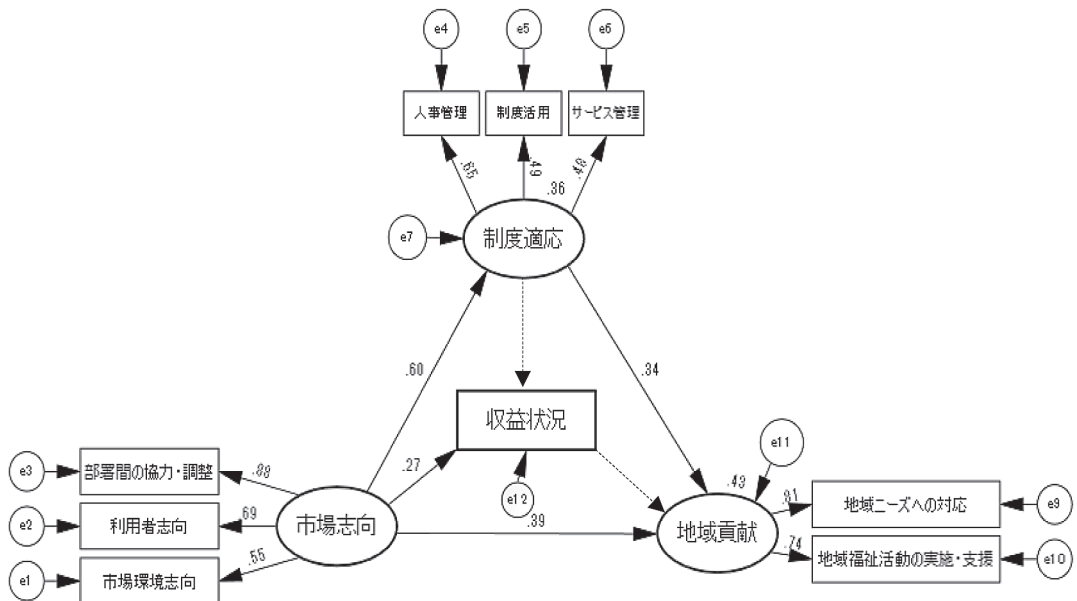 e4
e5
e6
人事管理
制度活用
サービス管理
.65
.49
.48
.36
e7
制度適応
.60
.34
収益状況
e11
e3
部署間の協力・調整
.88
.27
e12
.43
.81
地域ニーズへの対応
e9
e2
利用者志向
.69
市場志向
.39
地域貢献
.74
地域福祉活動の実施・支援
e10
.55
e1
市場環境志向